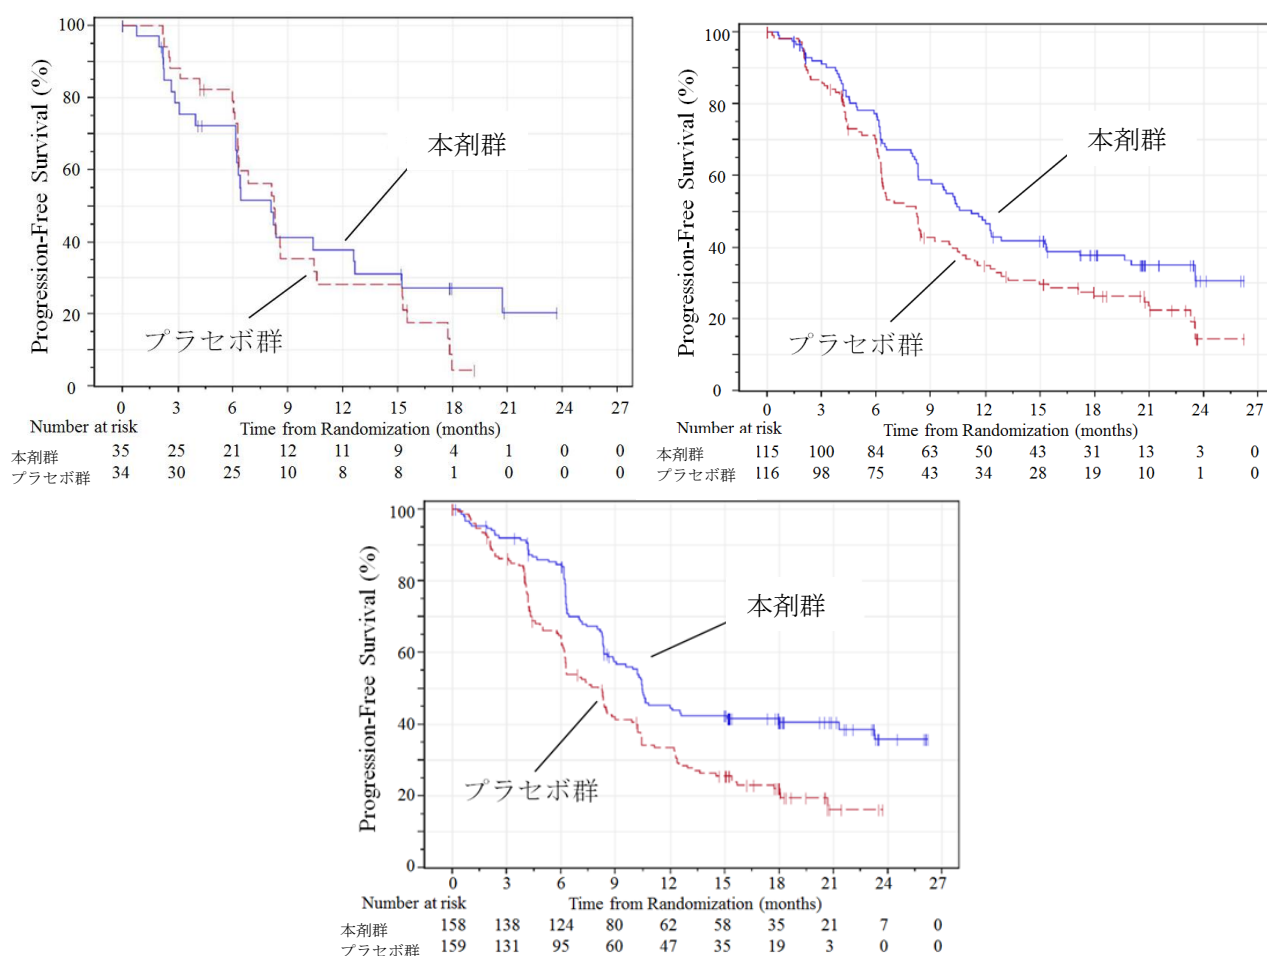 100
80
60
40
20
0
Progression-Free Survival (%)
本剤群
プラセボ群
0 3 6 9 12 15 18 21 24 27
Number at risk
Time from Randomization (months)
本剤群 35 25 21 12 11 9 4 1 0 0
プラセボ群 34 30 25 10 8 8 1 0 0 0
100
80
60
40
20
0
Progression-Free Survival (%)
本剤群
プラセボ群
0 3 6 9 12 15 18 21 24 27
Number at risk
Time from Randomization (months)
本剤群 115 100 84 63 50 43 31 13 3 0
プラセボ群 116 98 75 43 34 28 19 10 1 0
100
80
60
40
20
0
Progression-Free Survival (%)
本剤群
プラセボ群
0 3 6 9 12 15 18 21 24 27
Number at risk
Time from Randomization (months)
本剤群 158 138 124 80 62 58 35 21 7 0
プラセボ群 159 131 95 60 47 35 19 3 0 0